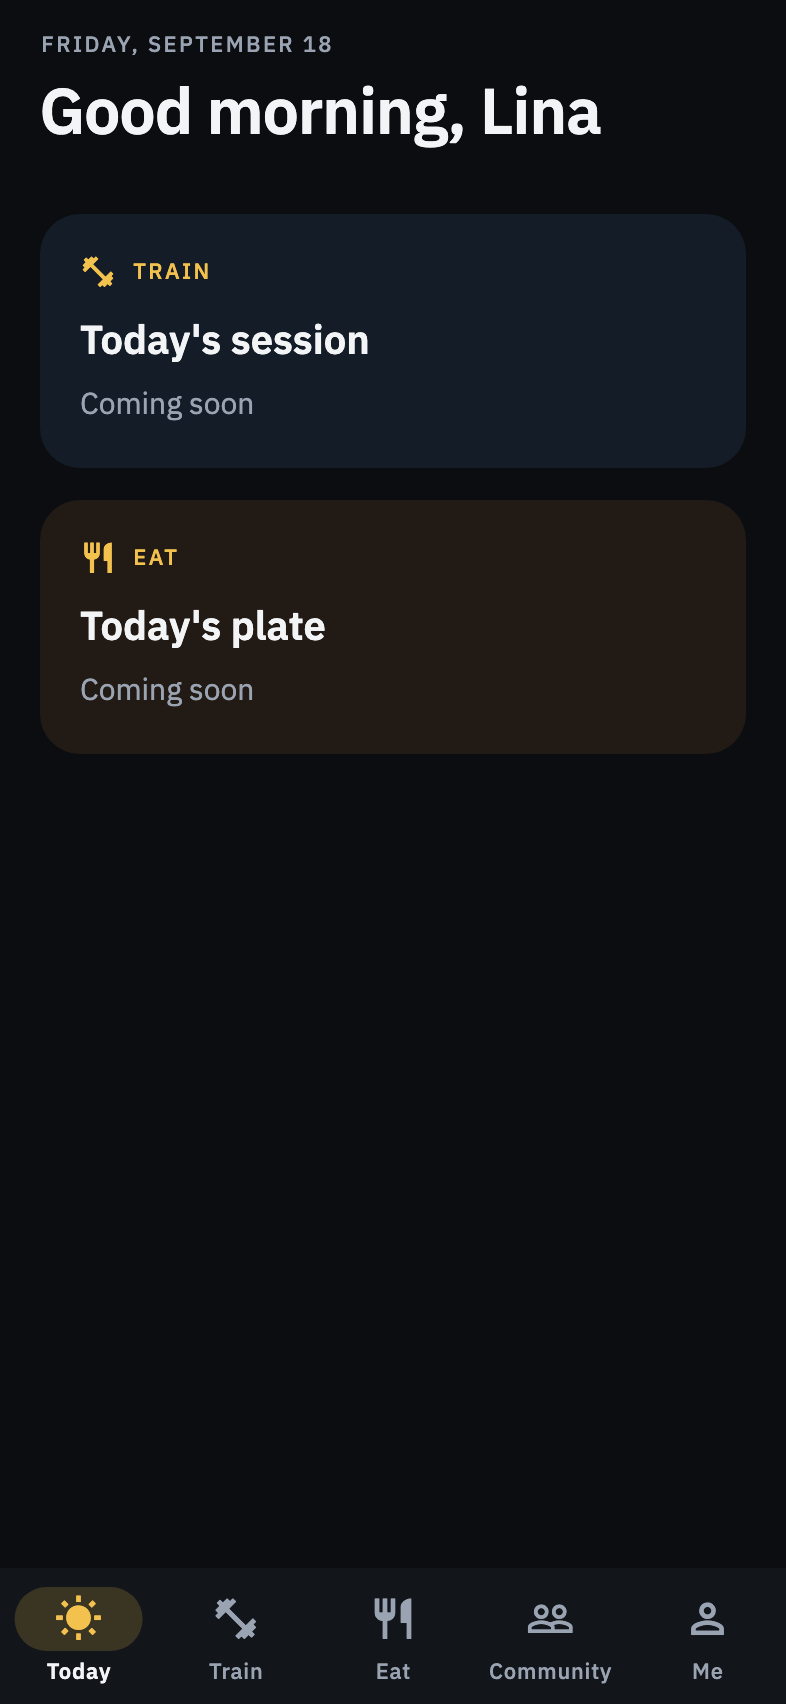 FRIDAY, SEPTEMBER 18
Good morning, Lina
TRAIN
Today's session
Coming soon
EAT
Today's plate
Coming soon
Today
Train
Eat
Community
Me